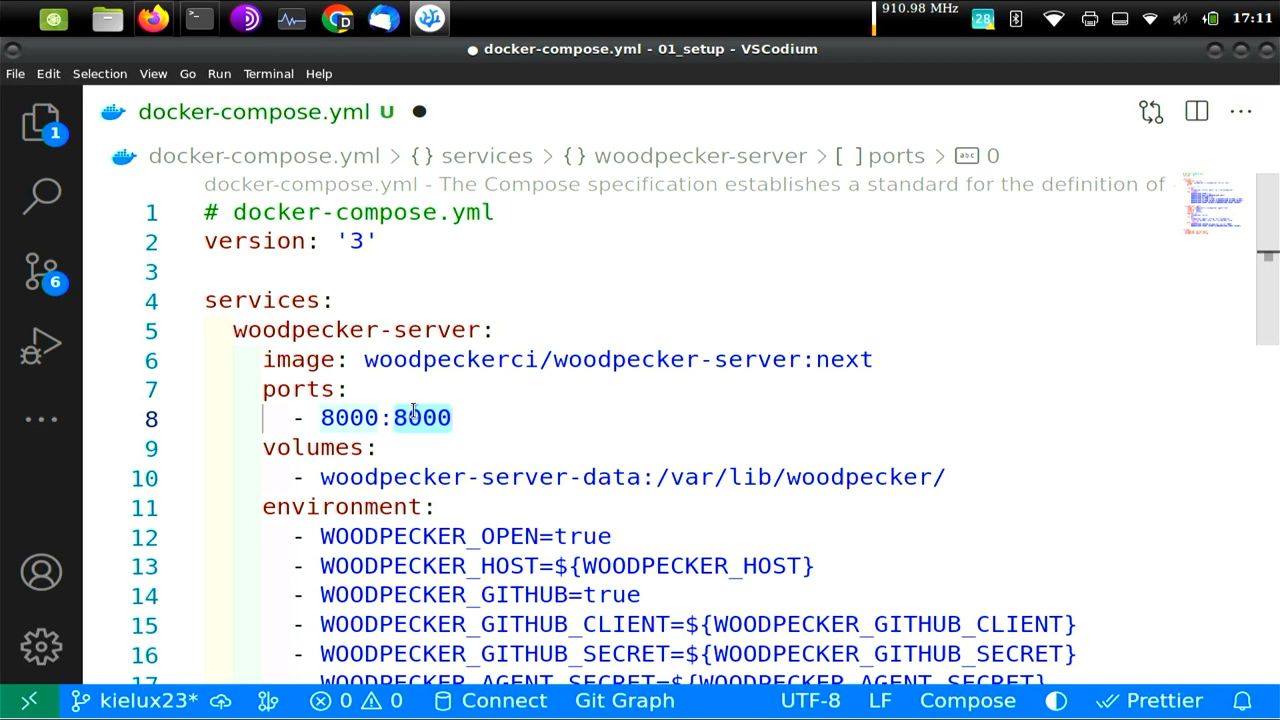 910.98 MHz
28
17:11
docker-compose.yml - 01_setup - VSCodium
File Edit Selection View Go Run Terminal Help
docker-compose.yml U
docker-compose.yml > {} services > {} woodpecker-server > [ ] ports > abc 0
docker-compose.yml - The Compose specification establishes a standard for the definition of
1 # docker-compose.yml
2 version: '3'
3
4 services:
5 woodpecker-server:
6 image: woodpeckerci/woodpecker-server:next
7 ports:
8 - 8000:8000
9 volumes:
10 - woodpecker-server-data:/var/lib/woodpecker/
11 environment:
12 - WOODPECKER_OPEN=true
13 - WOODPECKER_HOST=${WOODPECKER_HOST}
14 - WOODPECKER_GITHUB=true
15 - WOODPECKER_GITHUB_CLIENT=${WOODPECKER_GITHUB_CLIENT}
16 - WOODPECKER_GITHUB_SECRET=${WOODPECKER_GITHUB_SECRET}
17 - WOODPECKER_AGENT_SECRET=${WOODPECKER_AGENT_SECRET}
1
6
kielux23* 0 0 Connect Git Graph UTF-8 LF Compose Prettier